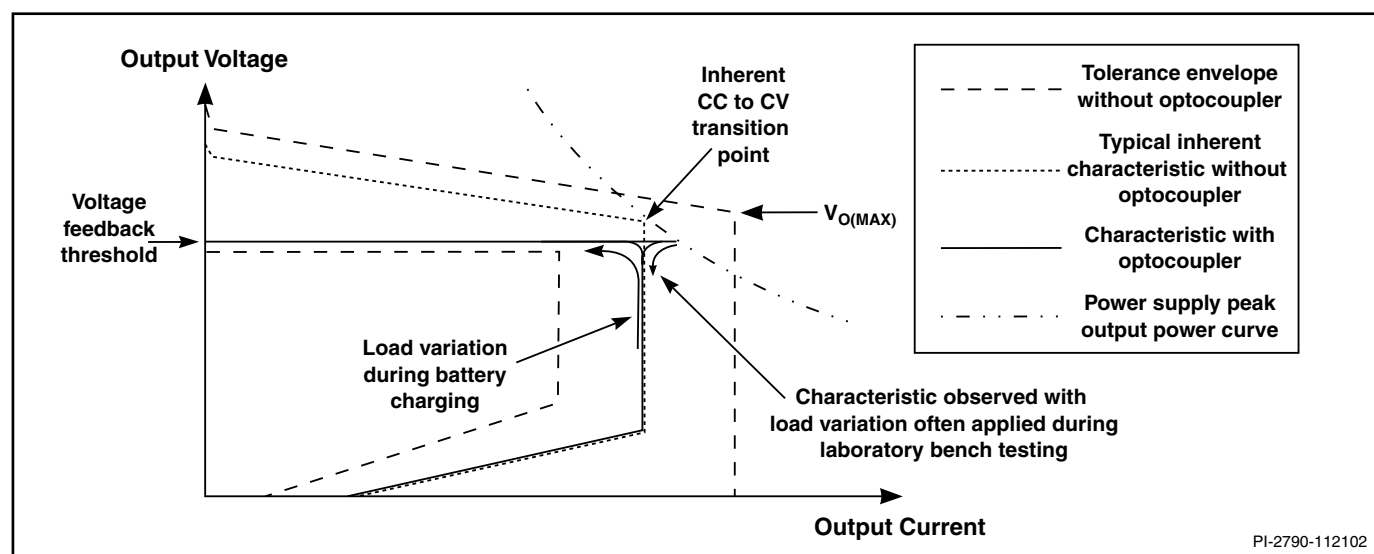 Output Voltage
Inherent
CC to CV
transition
point
Voltage
feedback
threshold
V_O(MAX)
Load variation
during battery
charging
Characteristic observed with
load variation often applied during
laboratory bench testing
Output Current
Tolerance envelope
without optocoupler
Typical inherent
characteristic without
optocoupler
Characteristic with
optocoupler
Power supply peak
output power curve
PI-2790-112102